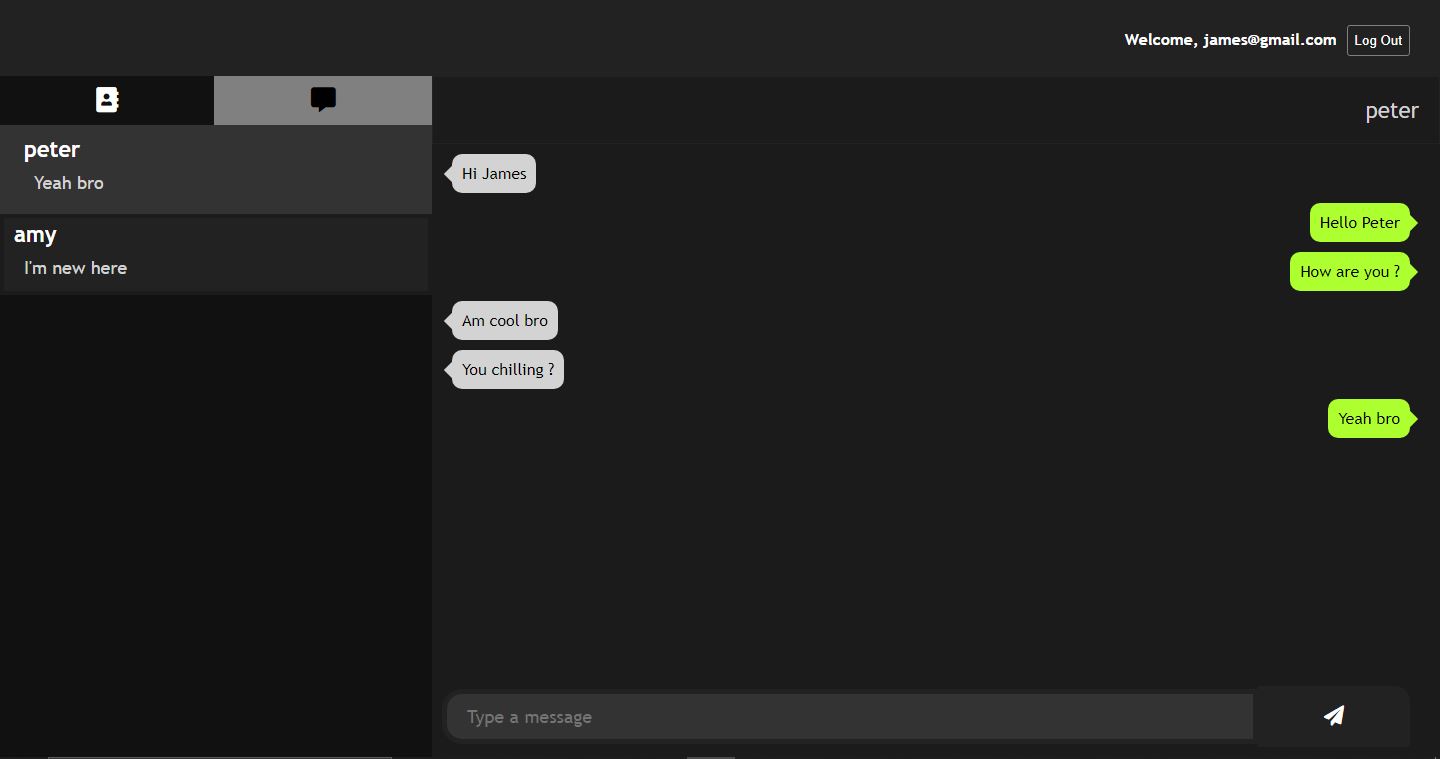 Welcome, james@gmail.com Log Out
peter
Yeah bro
amy
I'm new here
peter
Hi James
Hello Peter
How are you ?
Am cool bro
You chilling ?
Yeah bro
Type a message